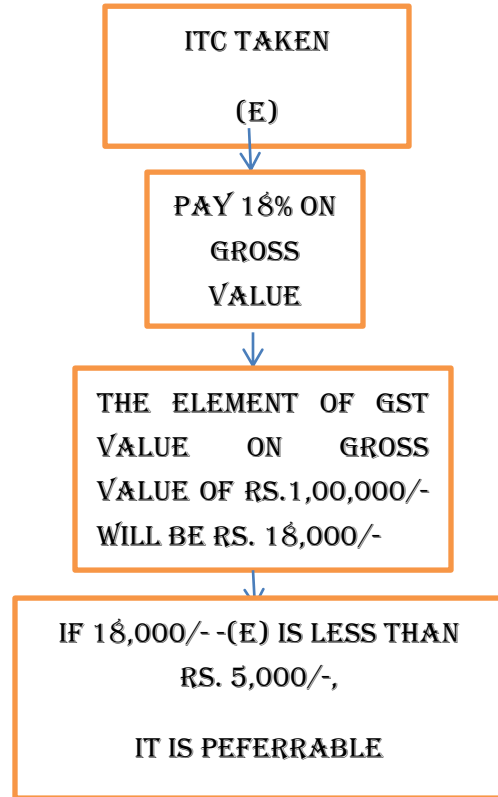 ITC TAKEN
(E)
PAY 18% ON
GROSS
VALUE
THE ELEMENT OF GST
VALUE ON GROSS
VALUE OF RS.1,00,000/-
WILL BE RS. 18,000/-
IF 18,000/- -(E) IS LESS THAN
RS. 5,000/-,
IT IS PEFERRABLE